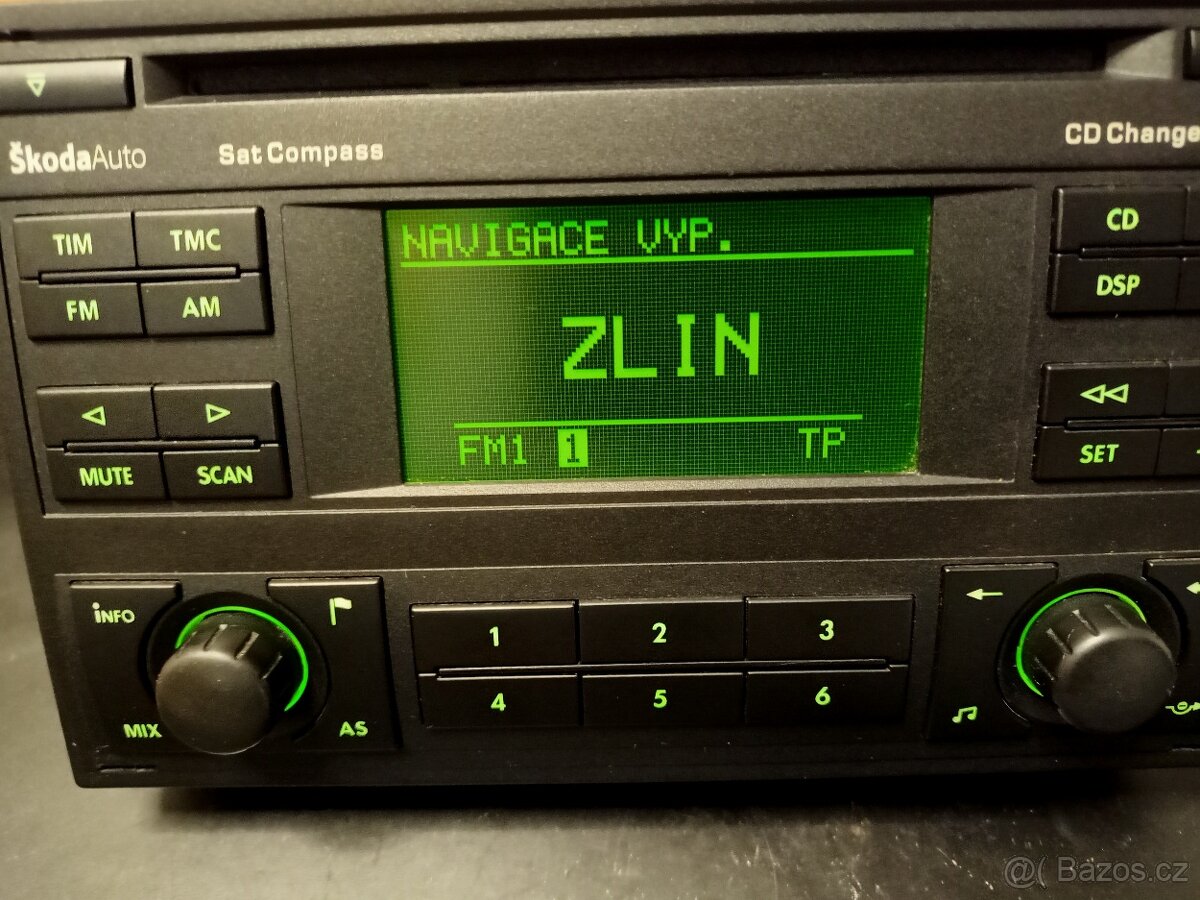 ŠkodaAuto
Sat Compass
CD Change
TIM
TMC
FM
AM
MUTE
SCAN
NAVIGACE VYP.
ZLIN
FM1 1 TP
CD
DSP
SET
INFO
MIX
AS
1
2
3
4
5
6
@( Bazos.cz